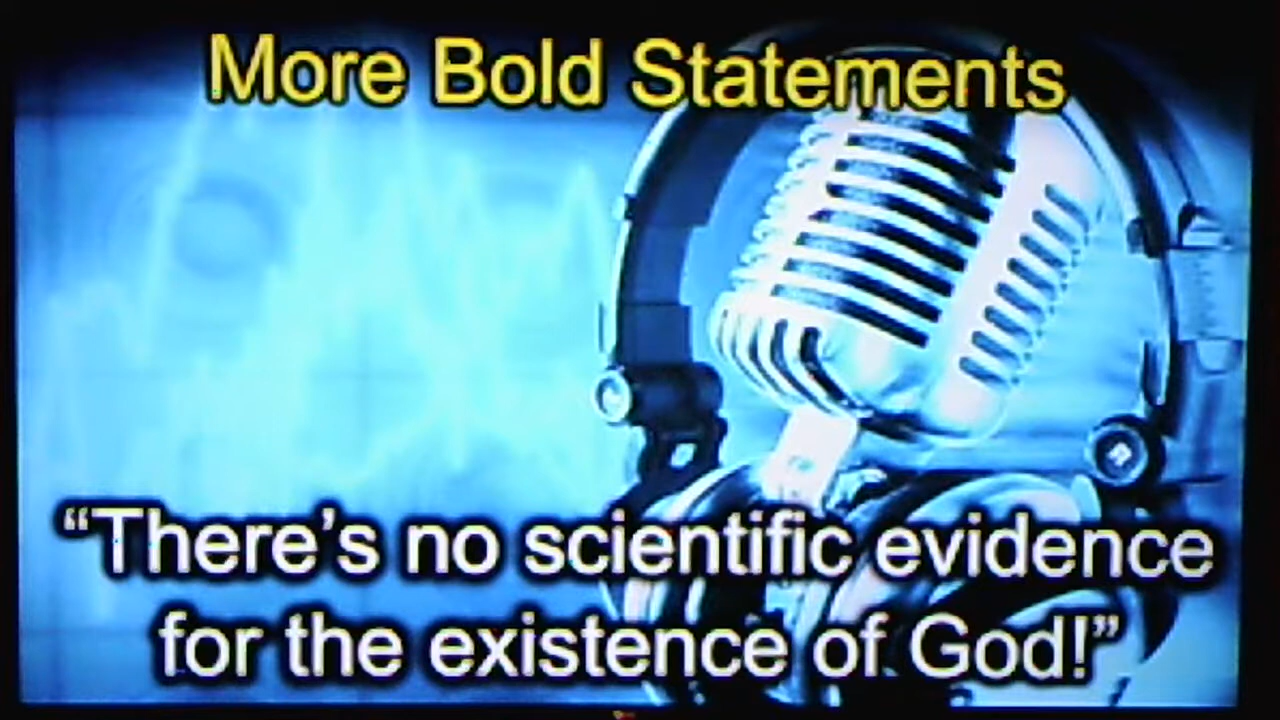 More Bold Statements
“There’s no scientific evidence
for the existence of God!”